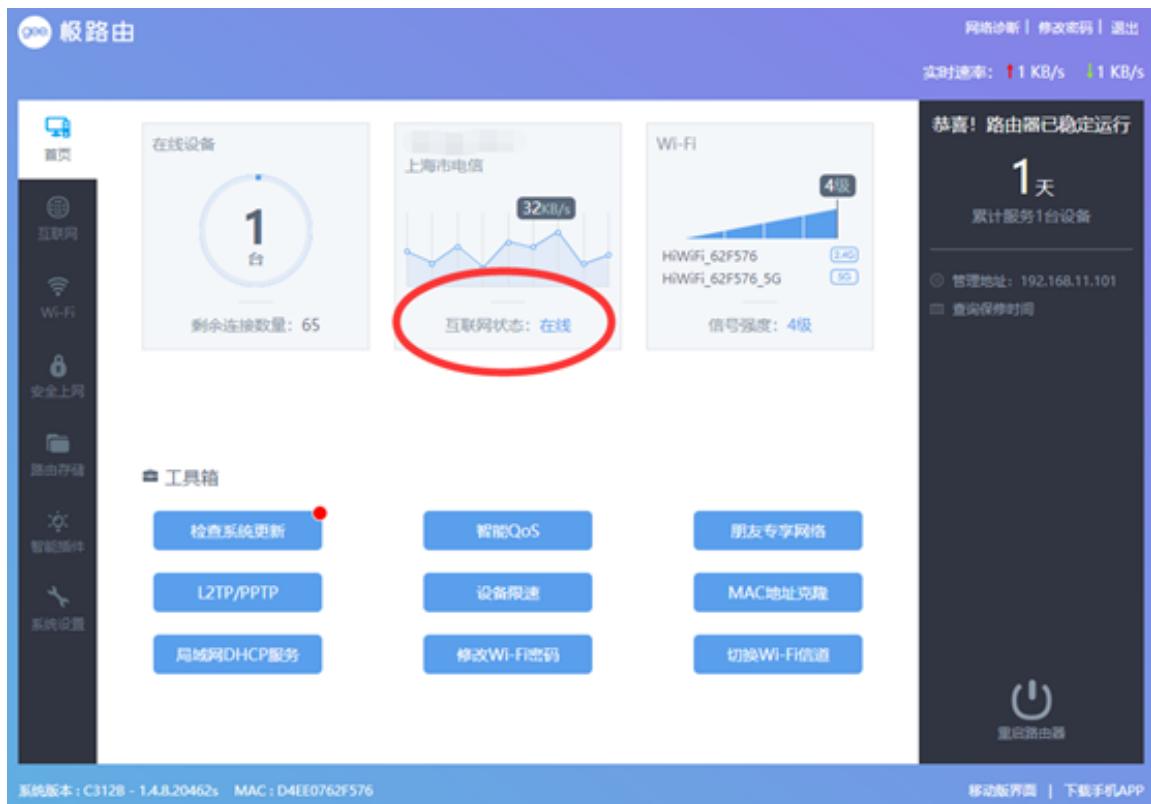 gee 极路由
网络诊断 | 修改密码 | 退出
实时速率： 1 KB/s 1 KB/s
首页
互联网
Wi-Fi
安全上网
路由存储
智能插件
系统设置
在线设备
1
台
剩余连接数量：65
上海市电信
32KB/s
互联网状态：在线
Wi-Fi
4级
HiWiFi_62F576 2.4G
HiWiFi_62F576_5G 5G
信号强度：4级
工具箱
检查系统更新
智能QoS
朋友专享网络
L2TP/PPTP
设备限速
MAC地址克隆
局域网DHCP服务
修改Wi-Fi密码
切换Wi-Fi信道
恭喜！路由器已稳定运行
1天
累计服务1台设备
管理地址：192.168.11.101
查询保修时间
重启路由器
系统版本：C312B - 1.4.8.20462s MAC：D4EE0762F576
移动版界面 | 下载手机APP